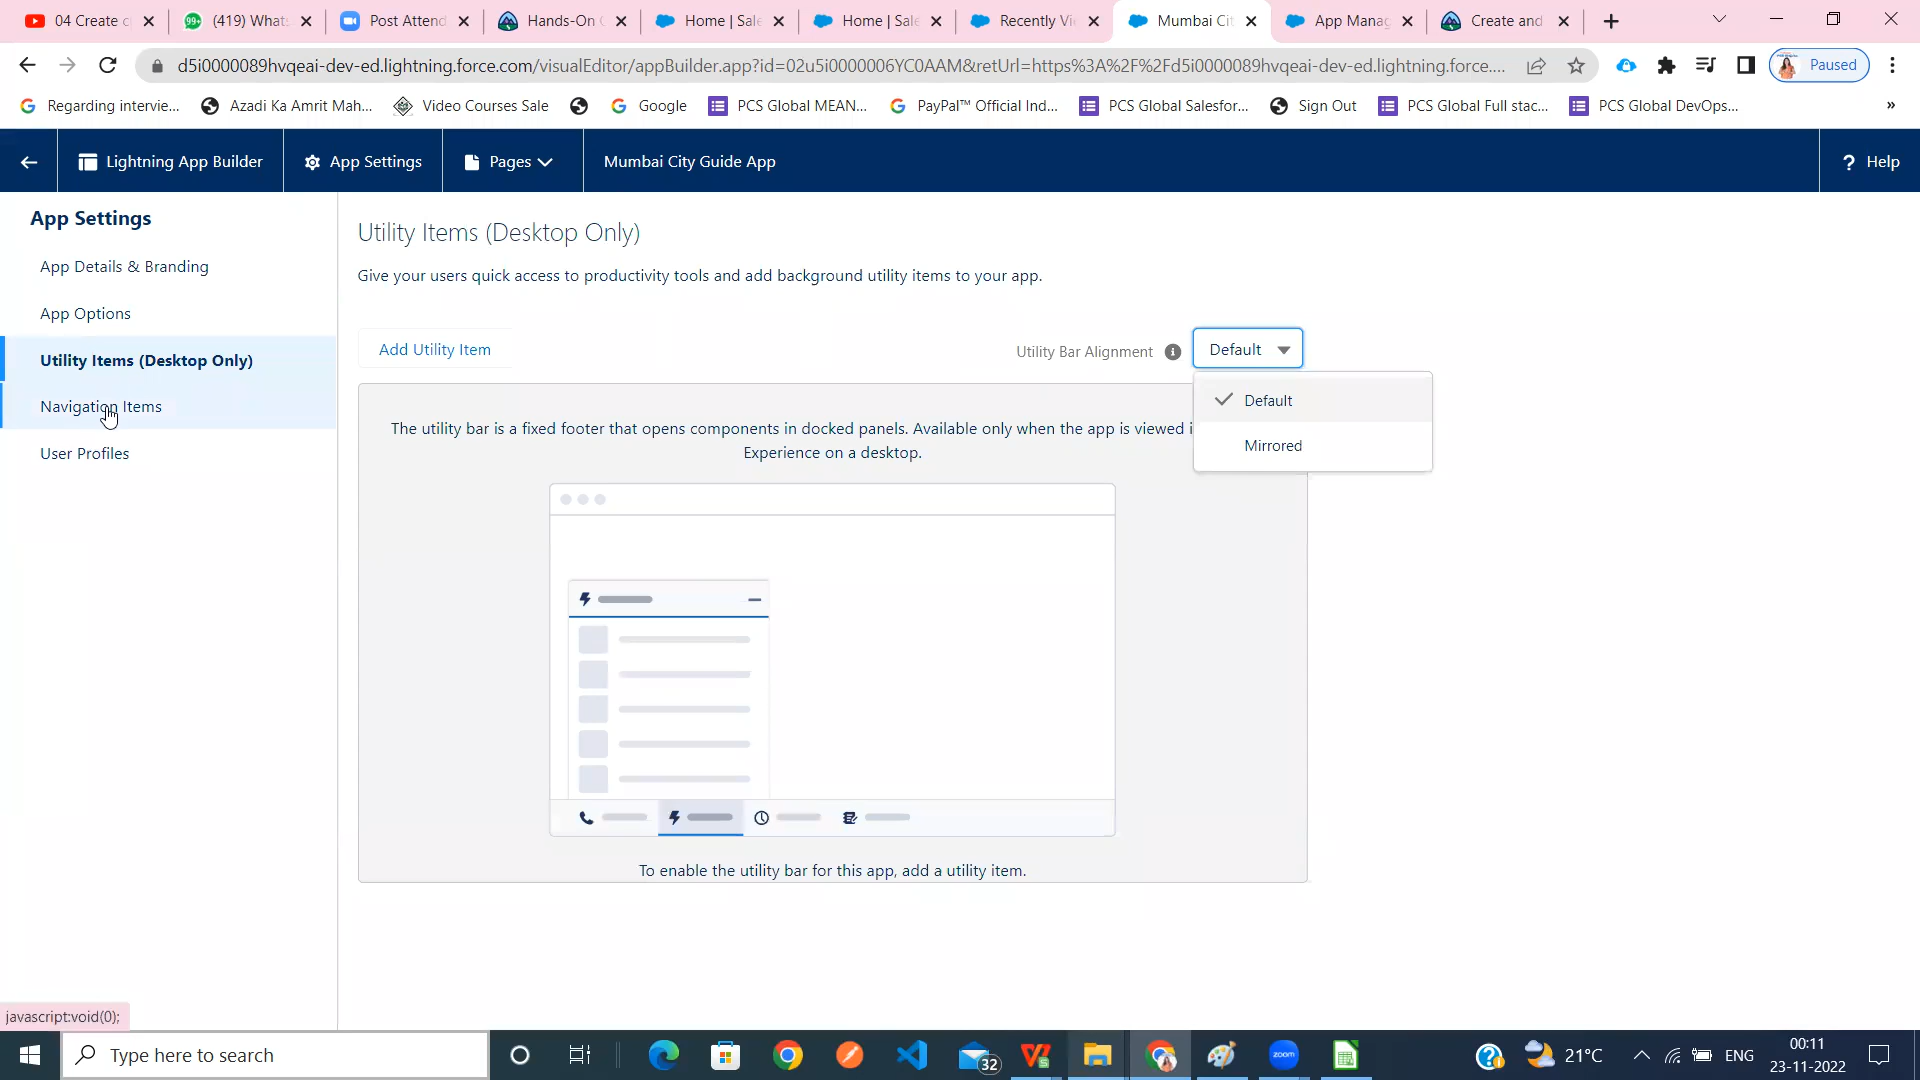 04 Create c
(419) Whats
Post Attend
Hands-On C
Home | Sale
Home | Sale
Recently Vi
Mumbai Cit
App Manag
Create and
d5i0000089hvqeai-dev-ed.lightning.force.com/visualEditor/appBuilder.app?id=02u5i0000006YC0AAM&retUrl=https%3A%2F%2Fd5i0000089hvqeai-dev-ed.lightning.force....
Paused
Regarding intervie...
Azadi Ka Amrit Mah...
Video Courses Sale
Google
PCS Global MEAN...
PayPal™ Official Ind...
PCS Global Salesfor...
Sign Out
PCS Global Full stac...
PCS Global DevOps...
»
Lightning App Builder
App Settings
Pages
Mumbai City Guide App
? Help
App Settings
App Details & Branding
App Options
Utility Items (Desktop Only)
Navigation Items
User Profiles
Utility Items (Desktop Only)
Give your users quick access to productivity tools and add background utility items to your app.
Add Utility Item
Utility Bar Alignment
Default
Default
Mirrored
The utility bar is a fixed footer that opens components in docked panels. Available only when the app is viewed i
Experience on a desktop.
To enable the utility bar for this app, add a utility item.
javascript:void(0);
Type here to search
32
zoom
21°C
ENG
00:11
23-11-2022